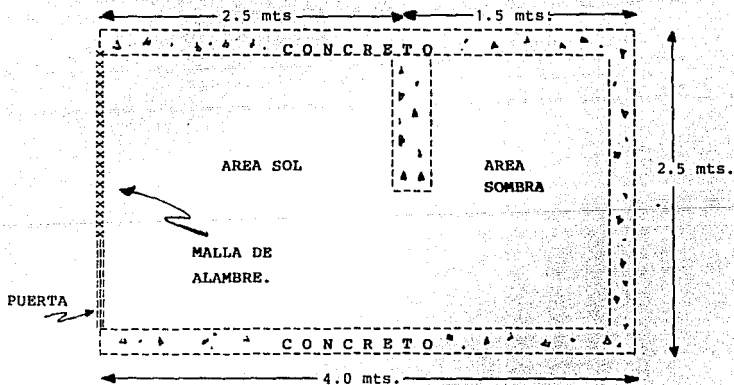 2.5 mts. 1.5 mts.
CONCRETO
AREA SOL AREA
SOMBRA
2.5 mts.
MALLA DE
ALAMBRE.
PUERTA
CONCRETO
4.0 mts.